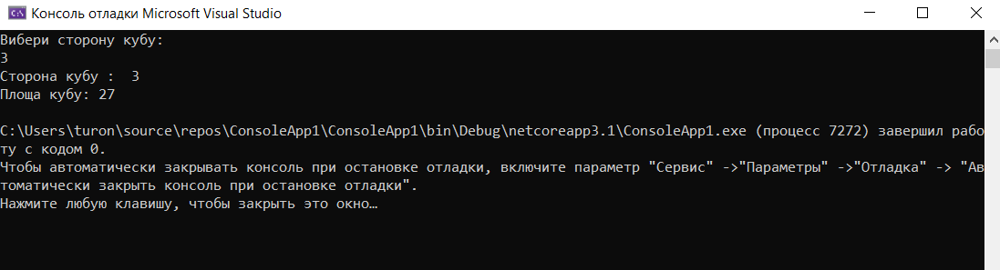 Консоль отладки Microsoft Visual Studio
Вибери сторону кубу:
3
Сторона кубу :  3
Площа кубу: 27
C:\Users\turon\source\repos\ConsoleApp1\ConsoleApp1\bin\Debug\netcoreapp3.1\ConsoleApp1.exe (процесс 7272) завершил рабо
ту с кодом 0.
Чтобы автоматически закрывать консоль при остановке отладки, включите параметр "Сервис" ->"Параметры" ->"Отладка" -> "Ав
томатически закрыть консоль при остановке отладки".
Нажмите любую клавишу, чтобы закрыть это окно…